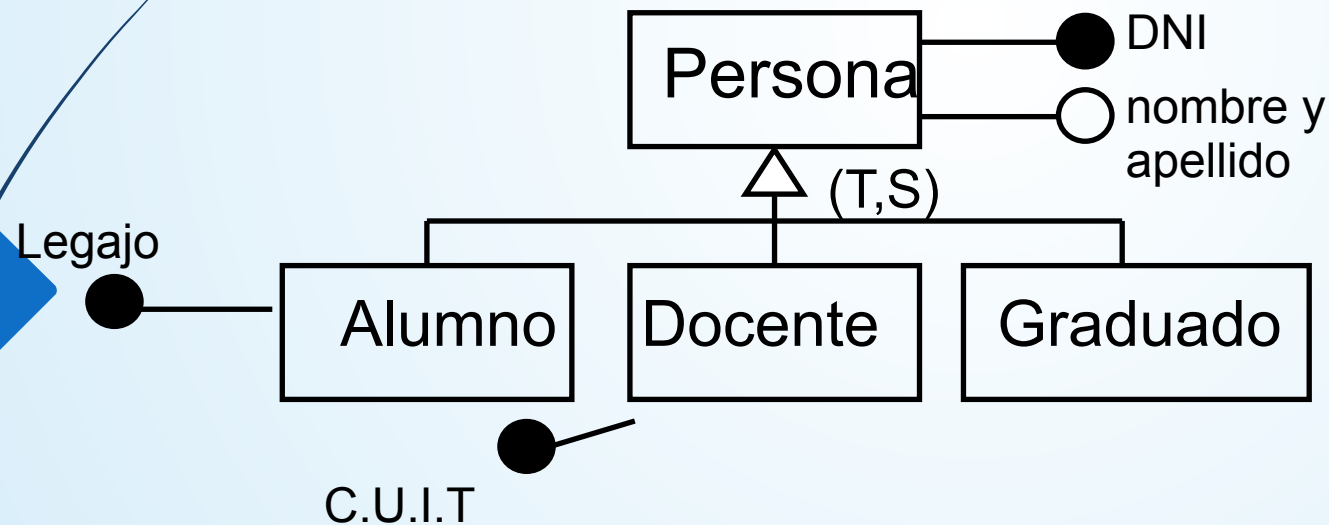 Persona
DNI
nombre y
apellido
(T,S)
Legajo
Alumno
Docente
Graduado
C.U.I.T